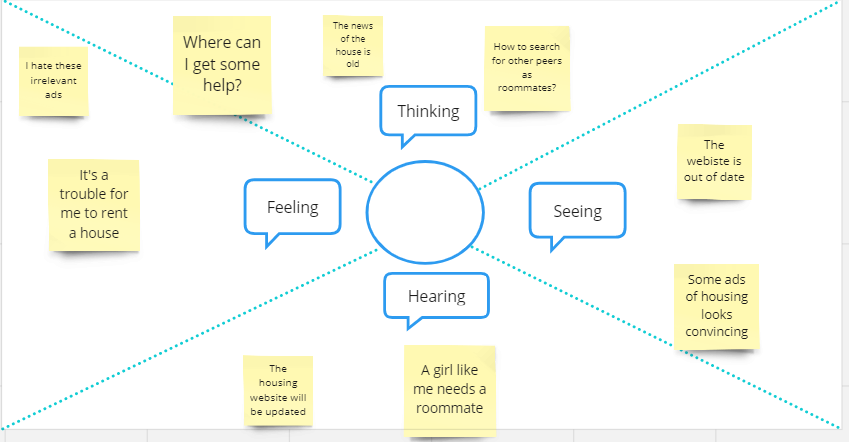 The news
of the
house is
old
Where can
I get some
help?
How to search
for other peers
as
roommates?
I hate these
irrelevant
ads
Thinking
The
webiste is
out of date
It's a
trouble for
me to rent
a house
Feeling
Seeing
Some ads
of housing
looks
convincing
Hearing
The
housing
website will
be updated
A girl like
me needs a
roommate